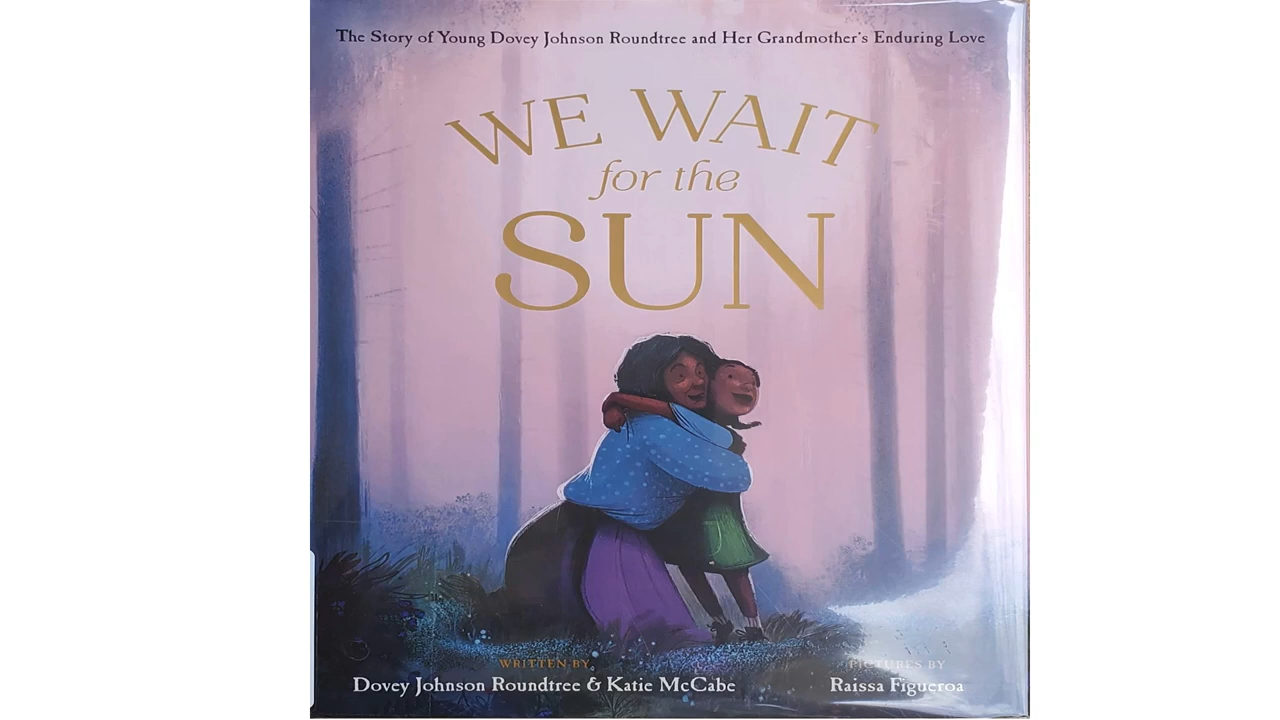 The Story of Young Dovey Johnson Roundtree and Her Grandmother's Enduring Love
WE WAIT
for the
SUN
WRITTEN BY
Dovey Johnson Roundtree & Katie McCabe
PICTURES BY
Raissa Figueroa